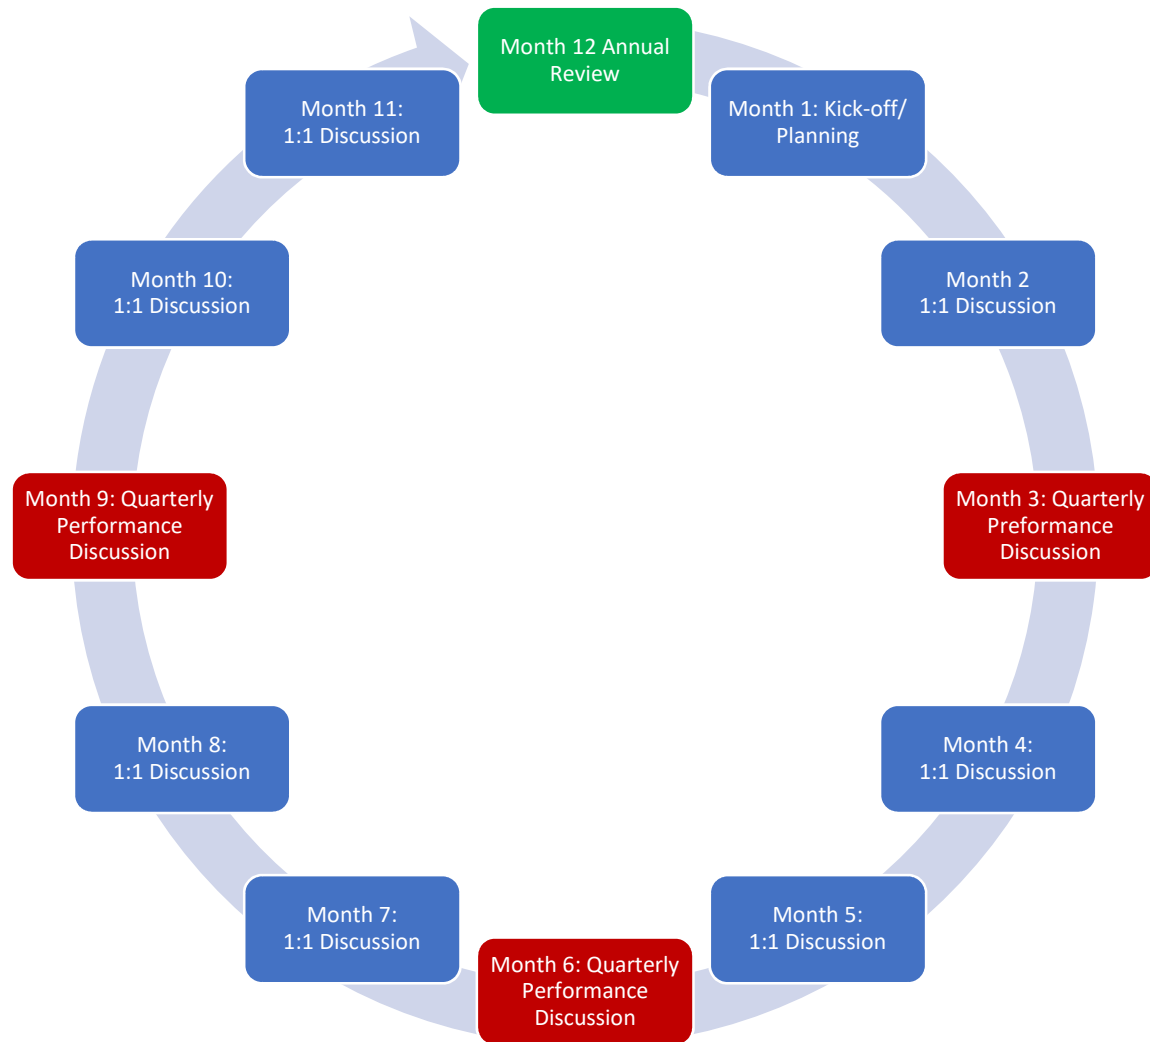 Month 12 Annual
Review
Month 1: Kick-off/
Planning
Month 2
1:1 Discussion
Month 3: Quarterly
Preformance
Discussion
Month 4:
1:1 Discussion
Month 5:
1:1 Discussion
Month 6: Quarterly
Performance
Discussion
Month 7:
1:1 Discussion
Month 8:
1:1 Discussion
Month 9: Quarterly
Performance
Discussion
Month 10:
1:1 Discussion
Month 11:
1:1 Discussion